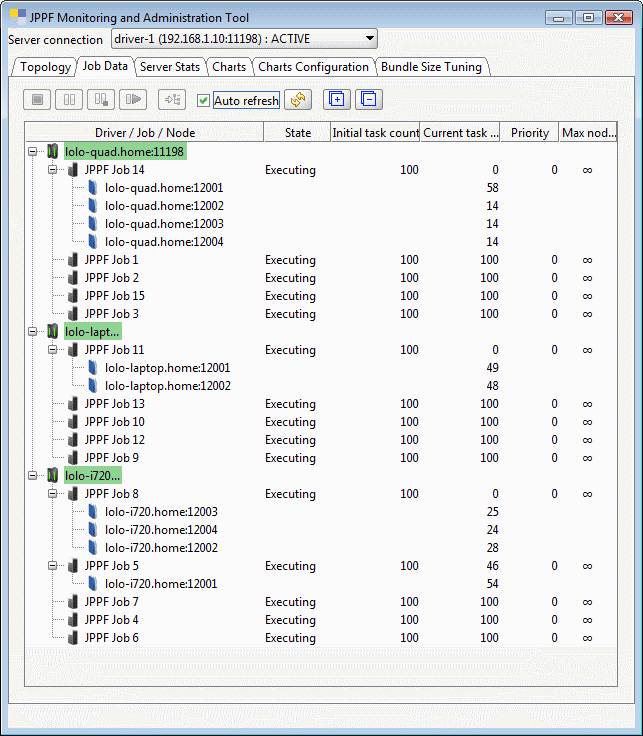 JPPF Monitoring and Administration Tool
Server connection driver-1 (192.168.1.10:11198) : ACTIVE
Topology Job Data Server Stats Charts Charts Configuration Bundle Size Tuning
Auto refresh
Driver / Job / Node State Initial task count Current task ... Priority Max nod...
lolo-quad.home:11198
JPPF Job 14 Executing 100 0 0 ∞
lolo-quad.home:12001 58
lolo-quad.home:12002 14
lolo-quad.home:12003 14
lolo-quad.home:12004 14
JPPF Job 1 Executing 100 100 0 ∞
JPPF Job 2 Executing 100 100 0 ∞
JPPF Job 15 Executing 100 100 0 ∞
JPPF Job 3 Executing 100 100 0 ∞
lolo-lapt...
JPPF Job 11 Executing 100 0 0 ∞
lolo-laptop.home:12001 49
lolo-laptop.home:12002 48
JPPF Job 13 Executing 100 100 0 ∞
JPPF Job 10 Executing 100 100 0 ∞
JPPF Job 12 Executing 100 100 0 ∞
JPPF Job 9 Executing 100 100 0 ∞
lolo-i720...
JPPF Job 8 Executing 100 0 0 ∞
lolo-i720.home:12003 25
lolo-i720.home:12004 24
lolo-i720.home:12002 28
JPPF Job 5 Executing 100 46 0 ∞
lolo-i720.home:12001 54
JPPF Job 7 Executing 100 100 0 ∞
JPPF Job 4 Executing 100 100 0 ∞
JPPF Job 6 Executing 100 100 0 ∞